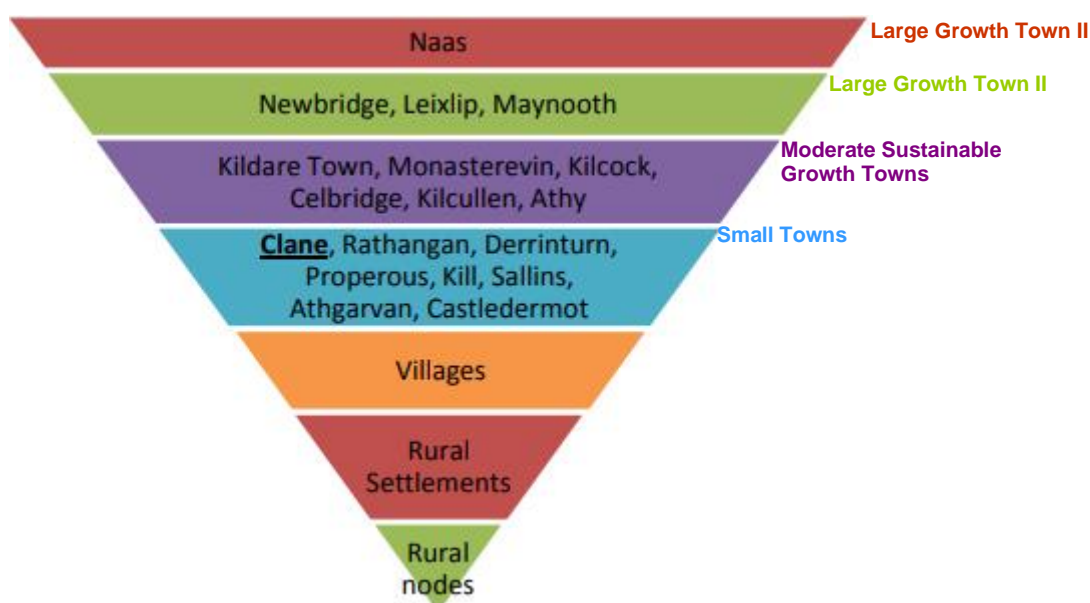 Naas
Large Growth Town II
Newbridge, Leixlip, Maynooth
Large Growth Town II
Kildare Town, Monasterevin, Kilcock,
Celbridge, Kilcullen, Athy
Moderate Sustainable
Growth Towns
Clane, Rathangan, Derrinturn,
Properous, Kill, Sallins,
Athgarvan, Castledermot
Small Towns
Villages
Rural
Settlements
Rural
nodes